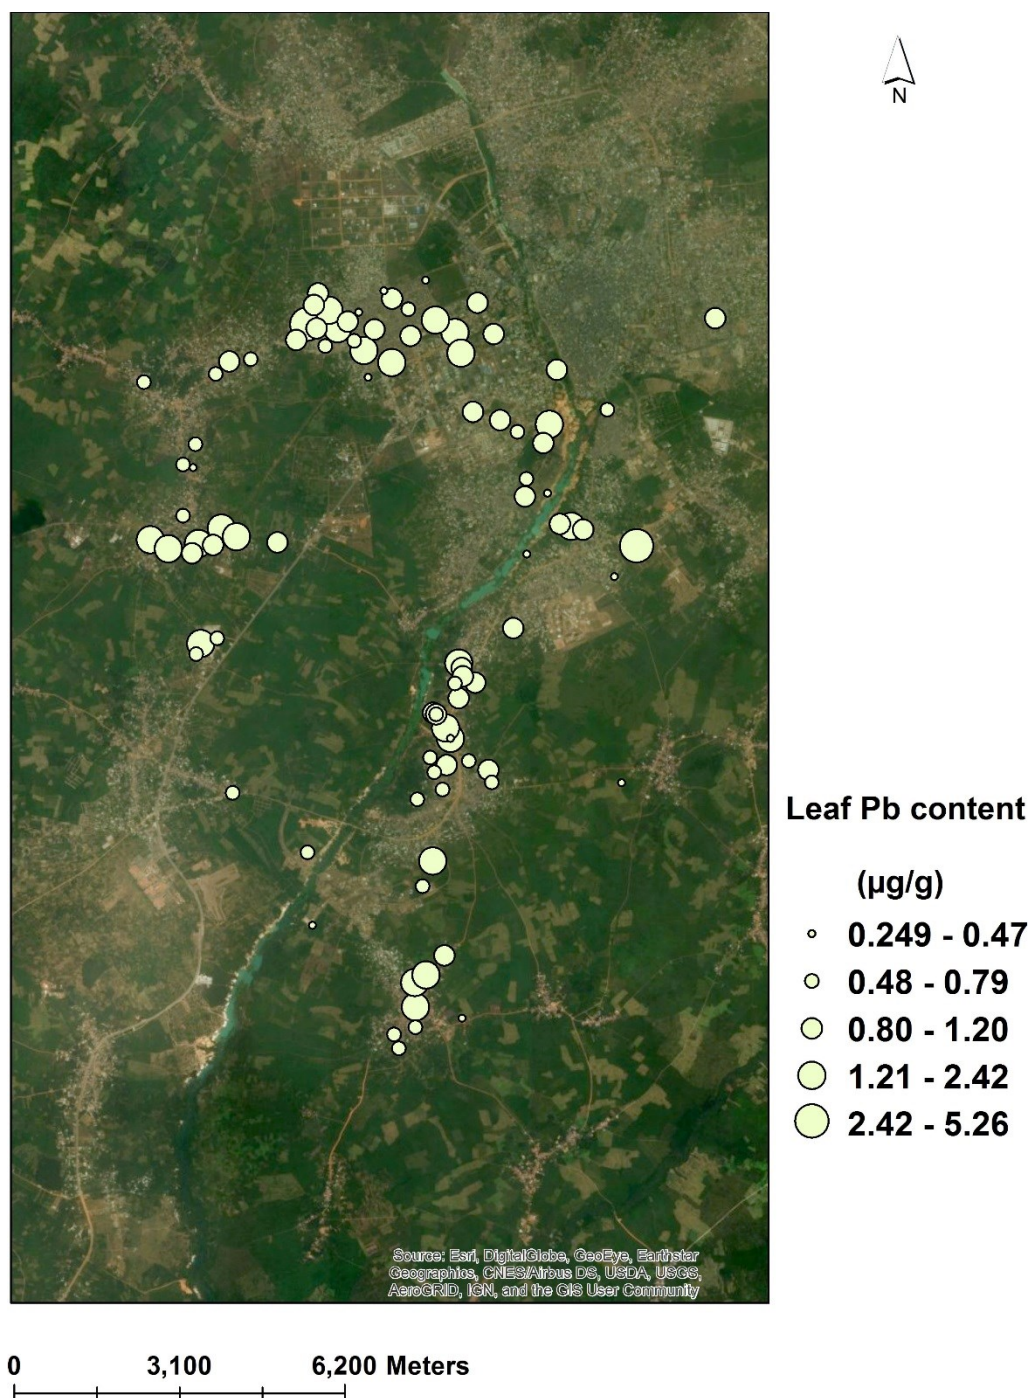 N
Leaf Pb content
(µg/g)
0.249 - 0.47
0.48 - 0.79
0.80 - 1.20
1.21 - 2.42
2.42 - 5.26
Source: Esri, DigitalGlobe, GeoEye, Earthstar
Geographics, CNES/Airbus DS, USDA, USGS,
AeroGRID, IGN, and the GIS User Community
0 3,100 6,200 Meters